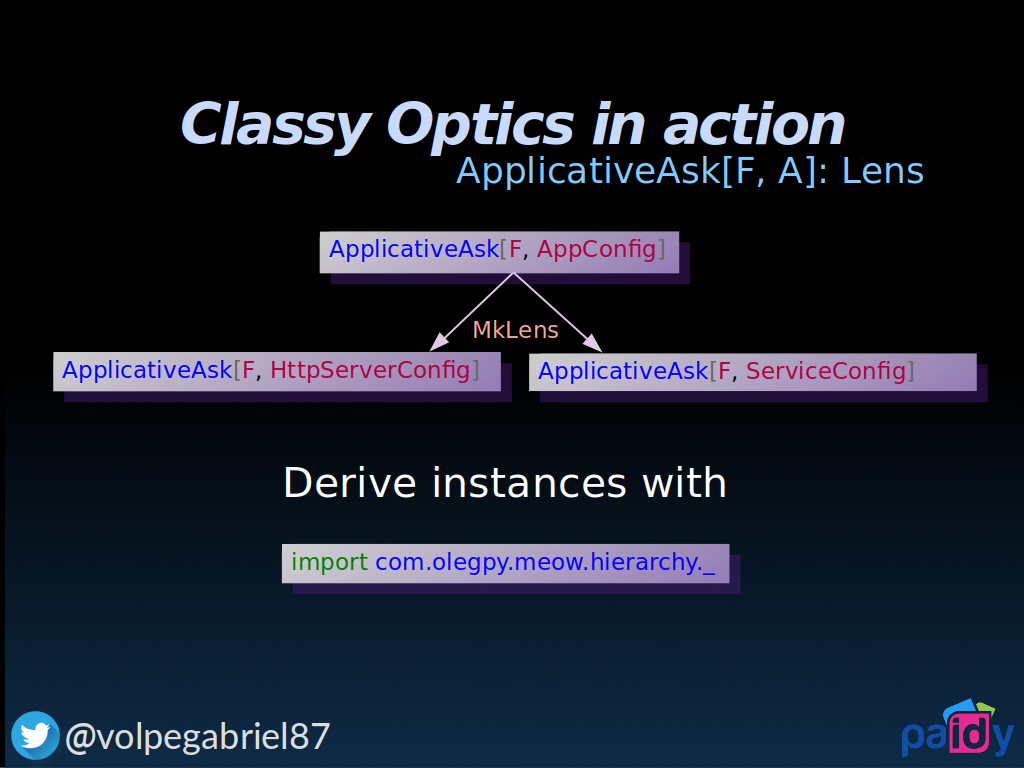 Classy Optics in action
ApplicativeAsk[F, A]: Lens
ApplicativeAsk[F, AppConfig]
MkLens
ApplicativeAsk[F, HttpServerConfig]
ApplicativeAsk[F, ServiceConfig]
Derive instances with
import com.olegpy.meow.hierarchy._
@volpegabriel87
paidy